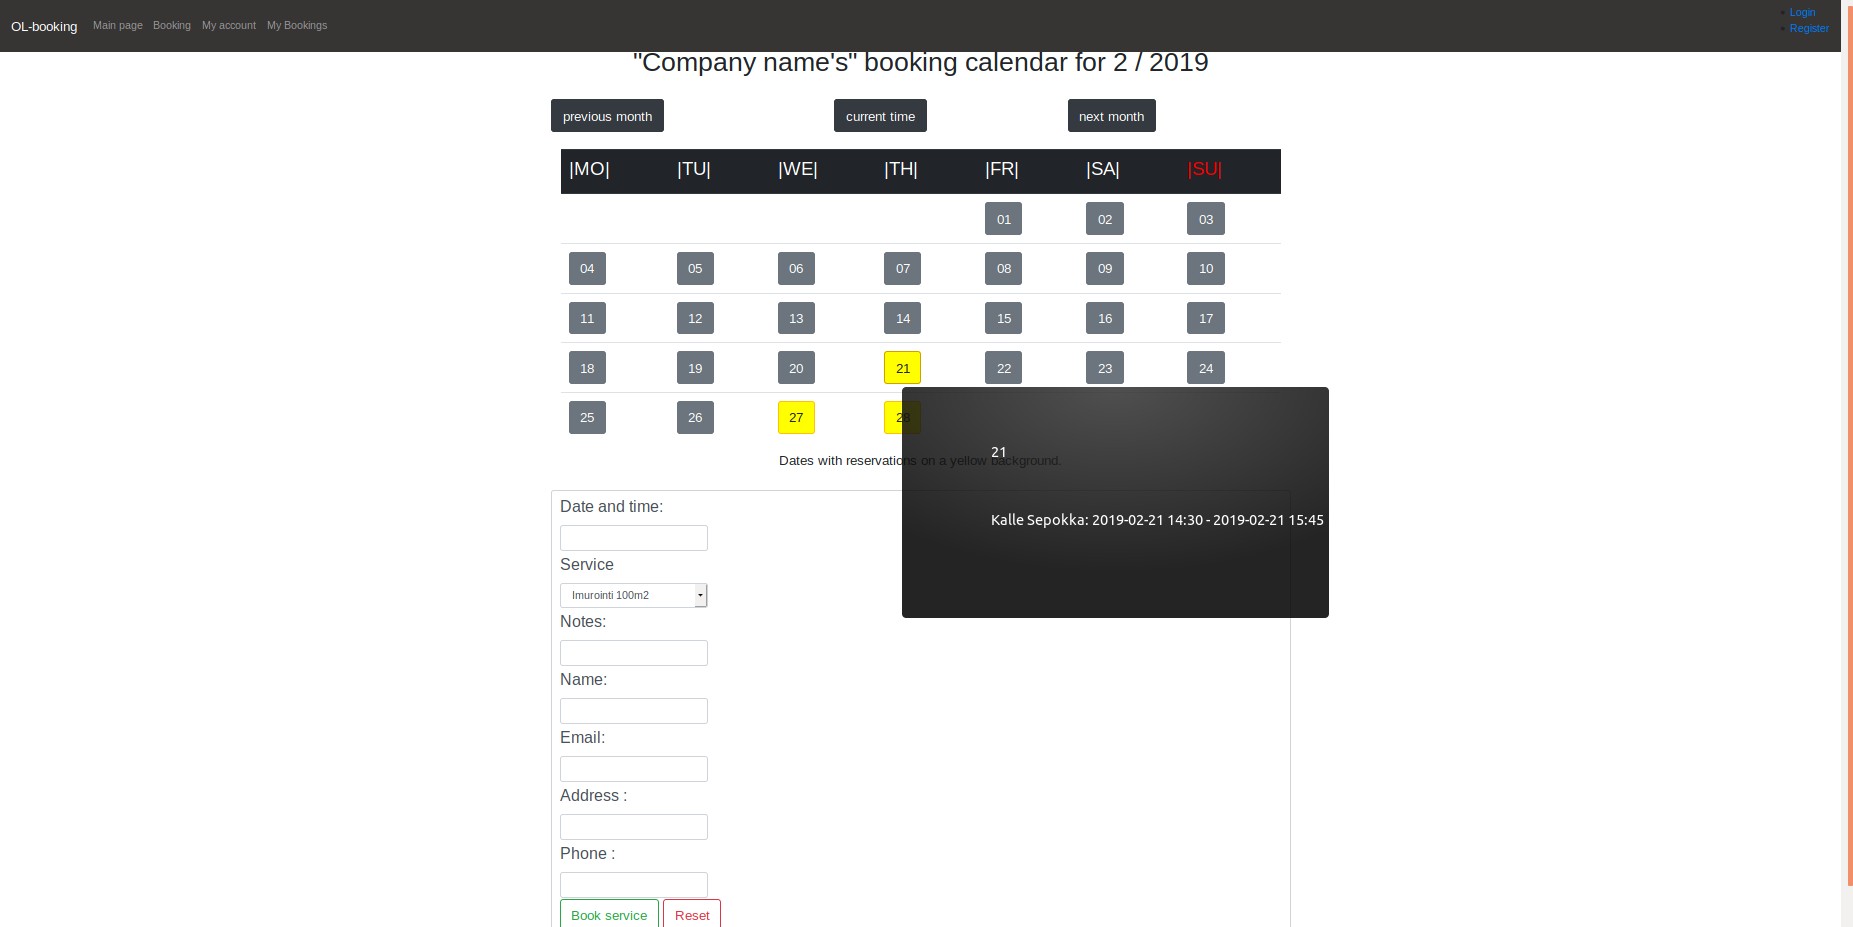 OL-booking Main page Booking My account My Bookings
Login
Register
"Company name's" booking calendar for 2 / 2019
previous month current time next month
|MO| |TU| |WE| |TH| |FR| |SA| |SU|
01 02 03
04 05 06 07 08 09 10
11 12 13 14 15 16 17
18 19 20 21 22 23 24
25 26 27 28
Dates with reservations on a yellow background.
21
Kalle Sepokka: 2019-02-21 14:30 - 2019-02-21 15:45
Date and time:
Service
Imurointi 100m2
Notes:
Name:
Email:
Address :
Phone :
Book service Reset